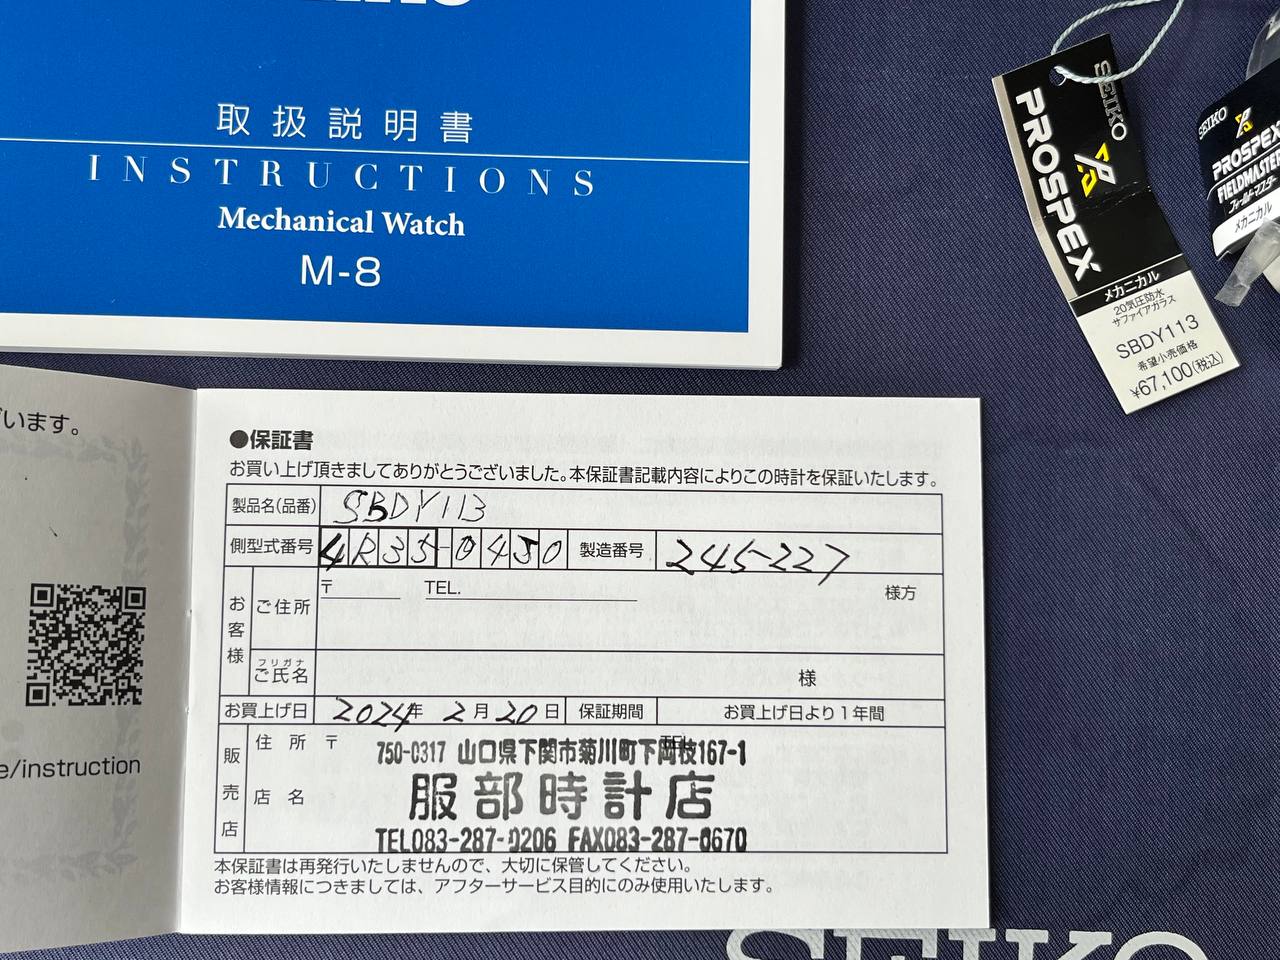 取扱説明書
INSTRUCTIONS
Mechanical Watch
M-8
SEIKO
PROSPEX
メカニカル
20気圧防水
サファイアガラス
SBDY113
希望小売価格
¥67,100(税込)
SEIKO
PROSPEX
FIELDMASTER
フィールドマスター
メカニカル
います。
e/instruction
●保証書
お買い上げ頂きましてありがとうございました。本保証書記載内容によりこの時計を保証いたします。
製品名(品番) SBDY113
側型式番号 4R35-0450 製造番号 245227
お客様
ご住所 〒 TEL. 様方
フリガナ
ご氏名 様
お買上げ日 2024年 2月20日 保証期間 お買上げ日より1年間
販売店
住所 〒 750-0317 山口県下関市菊川町下岡枝167-1
店名 服部時計店
TEL083-287-0206 FAX083-287-0670
本保証書は再発行いたしませんので、大切に保管してください。
お客様情報につきましては、アフターサービス目的にのみ使用いたします。
SEIKO